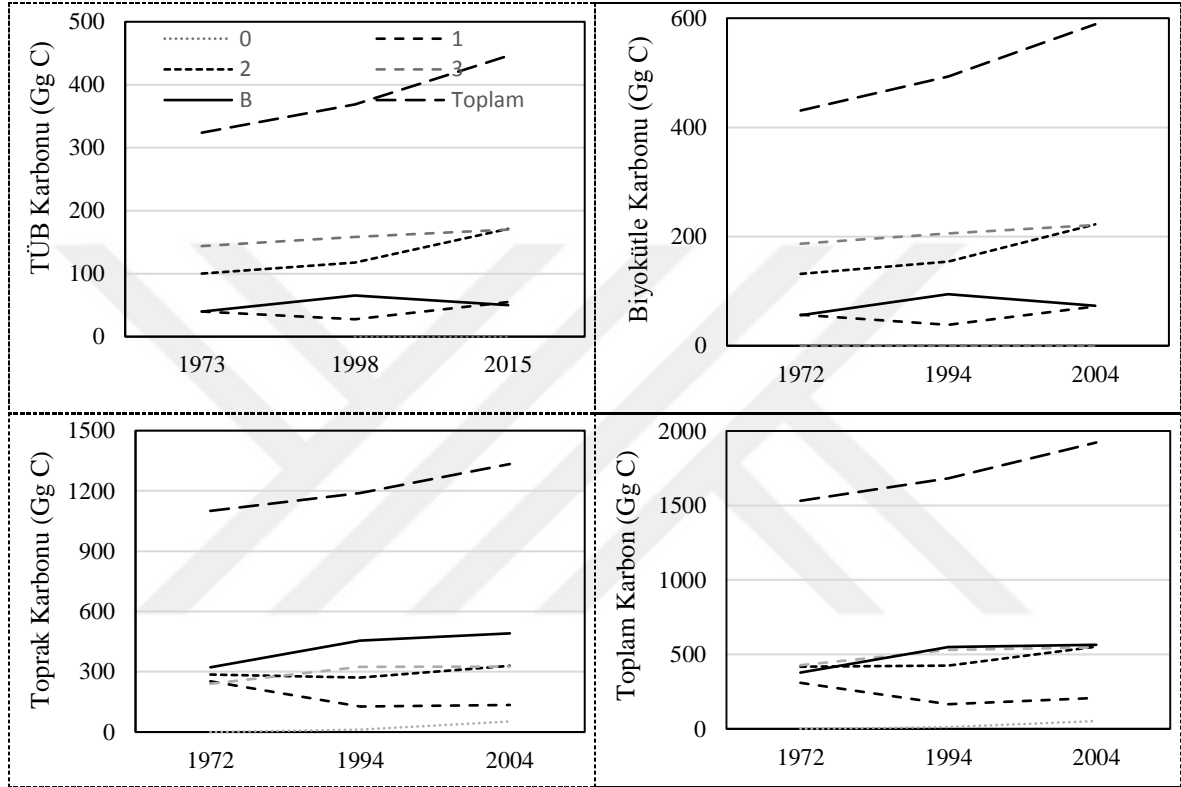 TÜB Karbonu (Gg C)
500
400
300
200
100
0
0 1
2 3
B Toplam
1973 1998 2015
Biyokütle Karbonu (Gg C)
600
400
200
0
1972 1994 2004
Toprak Karbonu (Gg C)
1500
1200
900
600
300
0
1972 1994 2004
Toplam Karbon (Gg C)
2000
1500
1000
500
0
1972 1994 2004